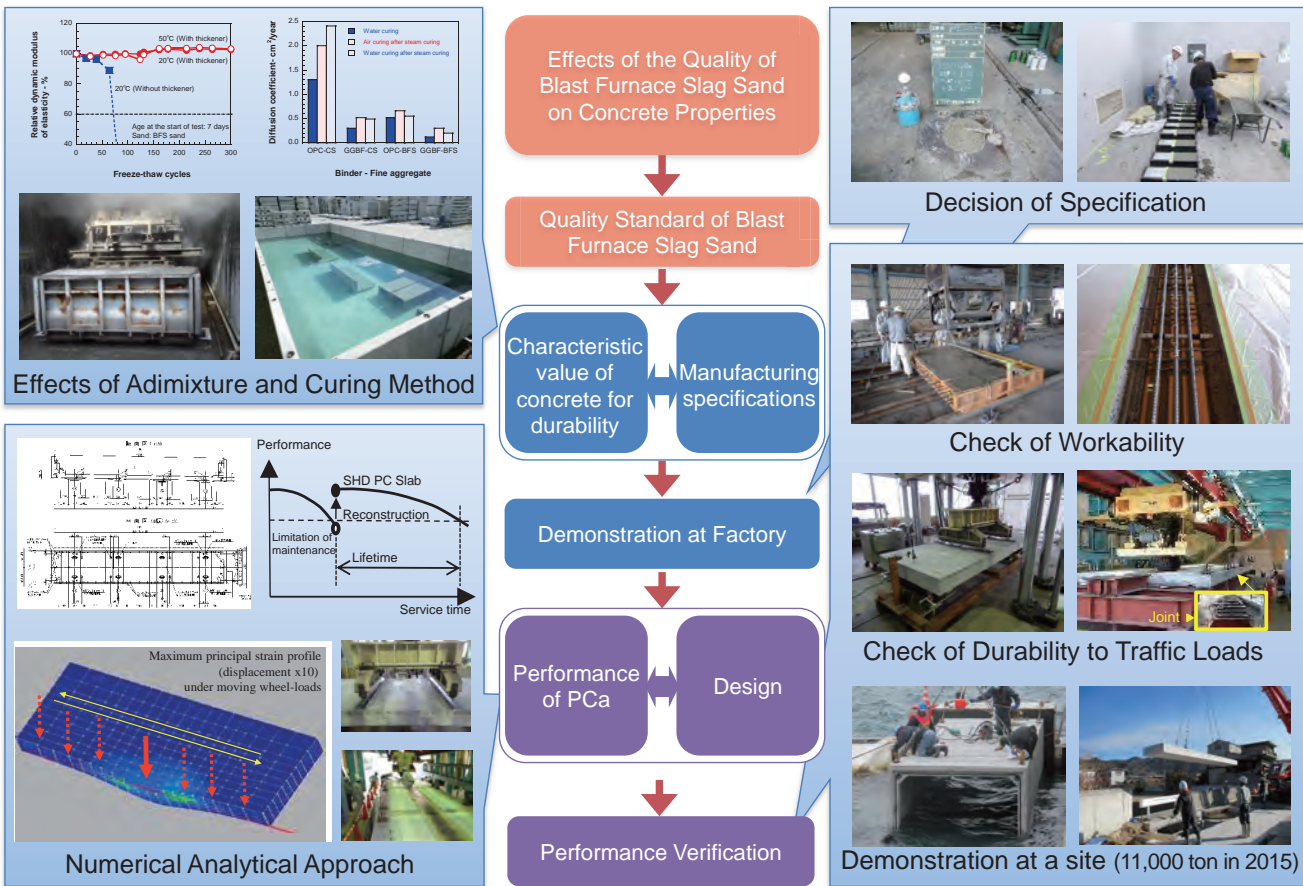 120
100
80
60
40
0
50
100
150
200
250
300
Relative dynamic modulus
of elasticity - %
50℃ (With thickener)
20℃ (With thickener)
20℃ (Without thickener)
Age at the start of test: 7 days
Sand: BFS sand
Freeze-thaw cycles
2.5
2.0
1.5
1.0
0.5
0.0
Diffusion coefficient- cm²/year
Water curing
Air curing after steam curing
Water curing after steam curing
OPC-CS
GGBF-CS
OPC-BFS
GGBF-BFS
Binder - Fine aggregate
Effects of Adimixture and Curing Method
Performance
SHD PC Slab
Reconstruction
Limitation of
maintenance
Lifetime
Service time
Maximum principal strain profile
(displacement x10)
under moving wheel-loads
Numerical Analytical Approach
Effects of the Quality of
Blast Furnace Slag Sand
on Concrete Properties
Quality Standard of Blast
Furnace Slag Sand
Characteristic
value of
concrete for
durability
Manufacturing
specifications
Demonstration at Factory
Performance
of PCa
Design
Performance Verification
Decision of Specification
Check of Workability
Joint
Check of Durability to Traffic Loads
Demonstration at a site (11,000 ton in 2015)